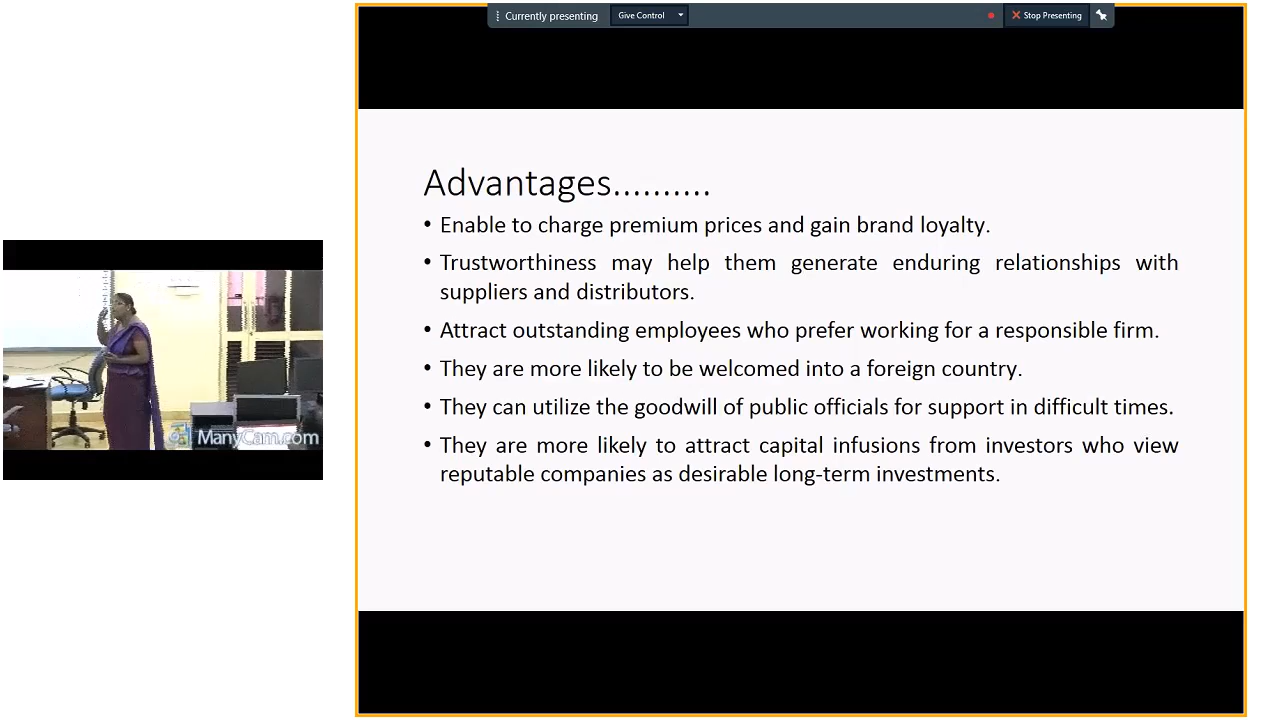 Currently presenting
Give Control
Stop Presenting
Advantages..........
• Enable to charge premium prices and gain brand loyalty.
• Trustworthiness may help them generate enduring relationships with
suppliers and distributors.
• Attract outstanding employees who prefer working for a responsible firm.
• They are more likely to be welcomed into a foreign country.
• They can utilize the goodwill of public officials for support in difficult times.
• They are more likely to attract capital infusions from investors who view
reputable companies as desirable long-term investments.
ManyCam.com